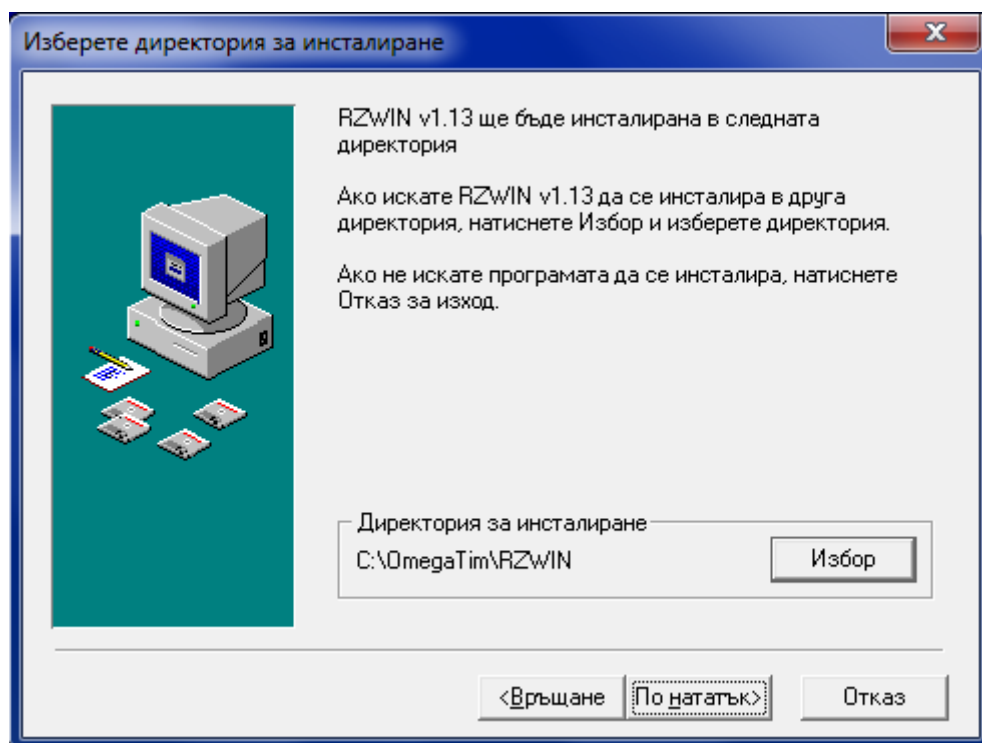 Изберете директория за инсталиране
RZWIN v1.13 ще бъде инсталирана в следната
директория
Ако искате RZWIN v1.13 да се инсталира в друга
директория, натиснете Избор и изберете директория.
Ако не искате програмата да се инсталира, натиснете
Отказ за изход.
Директория за инсталиране
C:\OmegaTim\RZWIN
Избор
<Връщане
По нататък>
Отказ